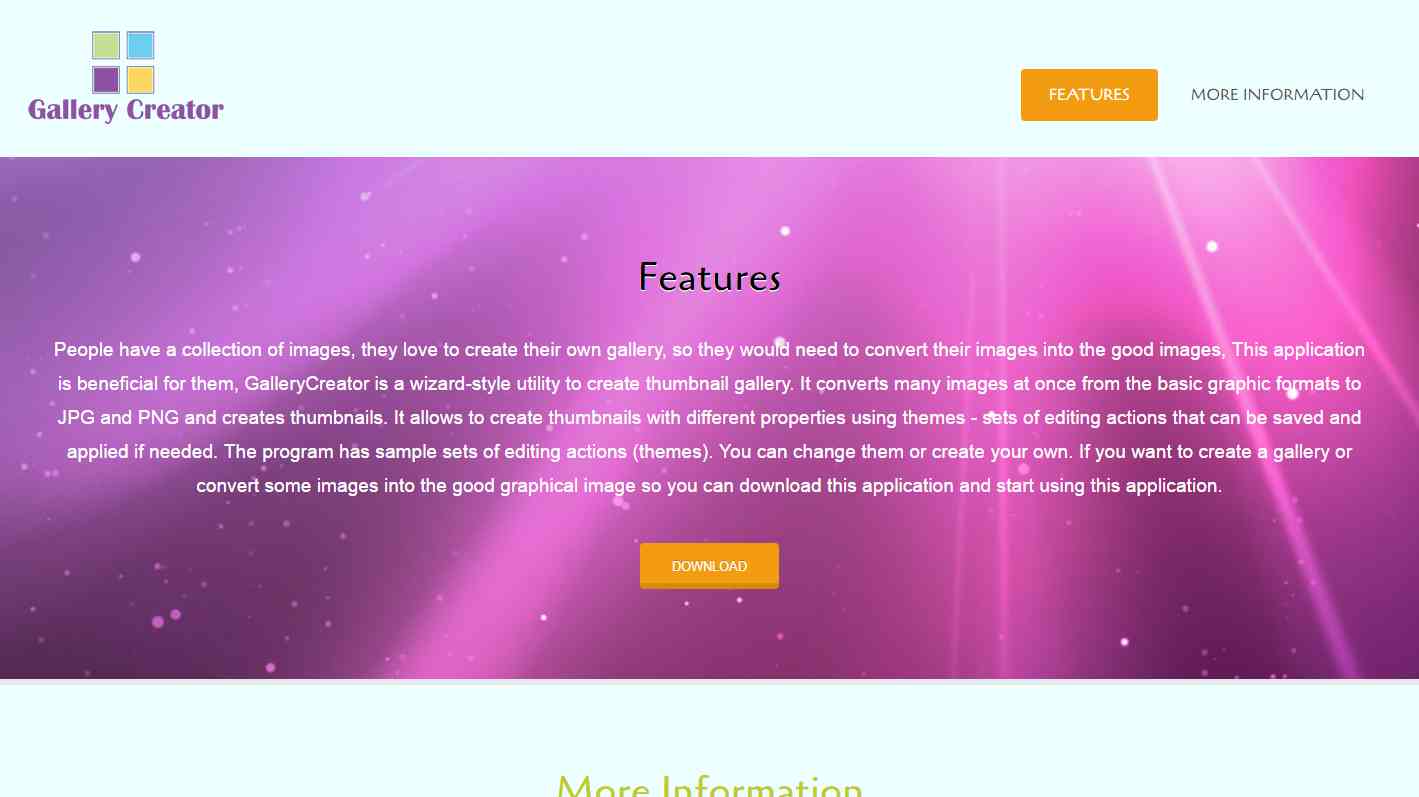 Gallery Creator
FEATURES
MORE INFORMATION
Features
People have a collection of images, they love to create their own gallery, so they would need to convert their images into the good images, This application
is beneficial for them, GalleryCreator is a wizard-style utility to create thumbnail gallery. It converts many images at once from the basic graphic formats to
JPG and PNG and creates thumbnails. It allows to create thumbnails with different properties using themes - sets of editing actions that can be saved and
applied if needed. The program has sample sets of editing actions (themes). You can change them or create your own. If you want to create a gallery or
convert some images into the good graphical image so you can download this application and start using this application.
DOWNLOAD
More Information